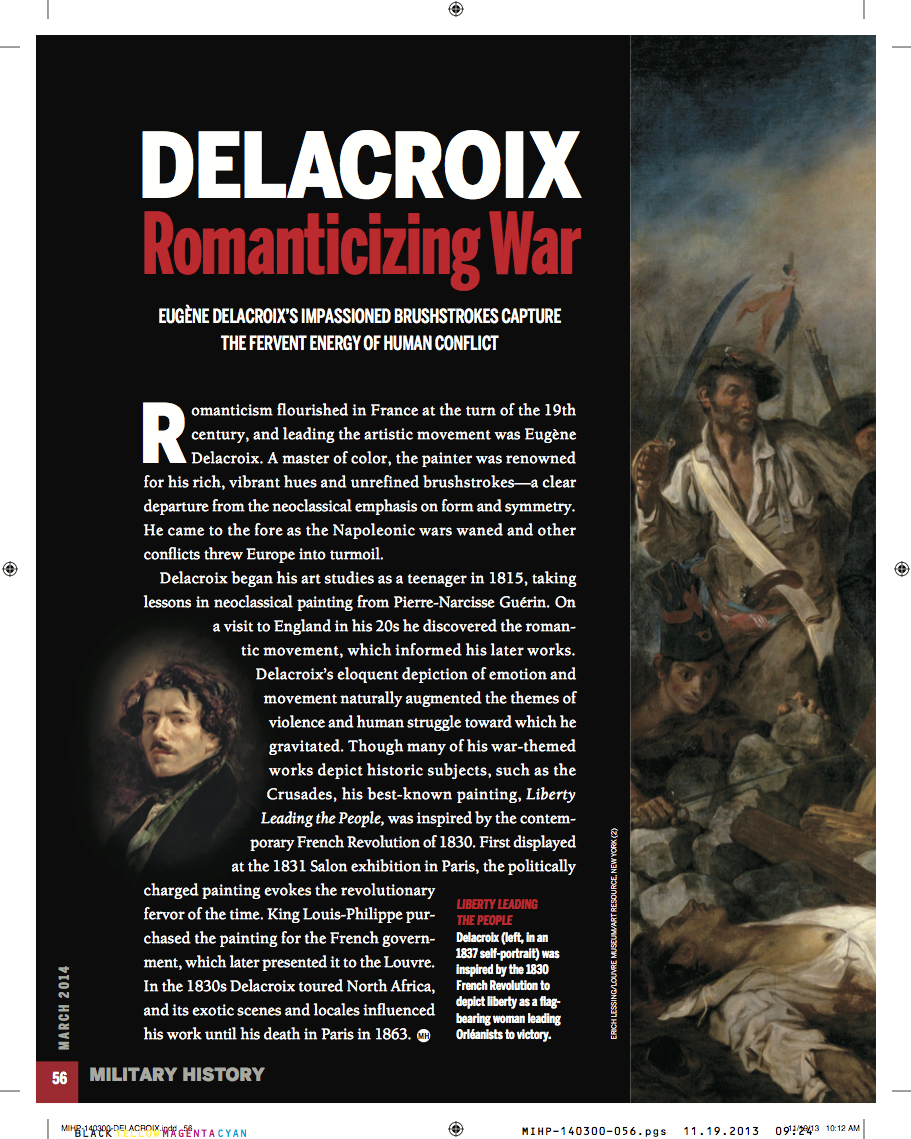 DELACROIX
Romanticizing War
EUGÈNE DELACROIX'S IMPASSIONED BRUSHSTROKES CAPTURE
THE FERVENT ENERGY OF HUMAN CONFLICT
Romanticism flourished in France at the turn of the 19th
century, and leading the artistic movement was Eugène
Delacroix. A master of color, the painter was renowned
for his rich, vibrant hues and unrefined brushstrokes—a clear
departure from the neoclassical emphasis on form and symmetry.
He came to the fore as the Napoleonic wars waned and other
conflicts threw Europe into turmoil.
Delacroix began his art studies as a teenager in 1815, taking
lessons in neoclassical painting from Pierre-Narcisse Guérin. On
a visit to England in his 20s he discovered the roman-
tic movement, which informed his later works.
Delacroix's eloquent depiction of emotion and
movement naturally augmented the themes of
violence and human struggle toward which he
gravitated. Though many of his war-themed
works depict historic subjects, such as the
Crusades, his best-known painting, Liberty
Leading the People, was inspired by the contem-
porary French Revolution of 1830. First displayed
at the 1831 Salon exhibition in Paris, the politically
charged painting evokes the revolutionary
fervor of the time. King Louis-Philippe pur-
chased the painting for the French govern-
ment, which later presented it to the Louvre.
In the 1830s Delacroix toured North Africa,
and its exotic scenes and locales influenced
his work until his death in Paris in 1863. MH
LIBERTY LEADING
THE PEOPLE
Delacroix (left, in an
1837 self-portrait) was
inspired by the 1830
French Revolution to
depict liberty as a flag-
bearing woman leading
Orléanists to victory.
ERICH LESSING/LOUVRE MUSEUM/ART RESOURCE, NEW YORK (2)
MARCH 2014
56 MILITARY HISTORY
MIHP-140300-DELACROIX.indd 56
10:12 AM
BLACK YELLOW MAGENTA CYAN
MIHP-140300-056.pgs 11.19.2013 09:24